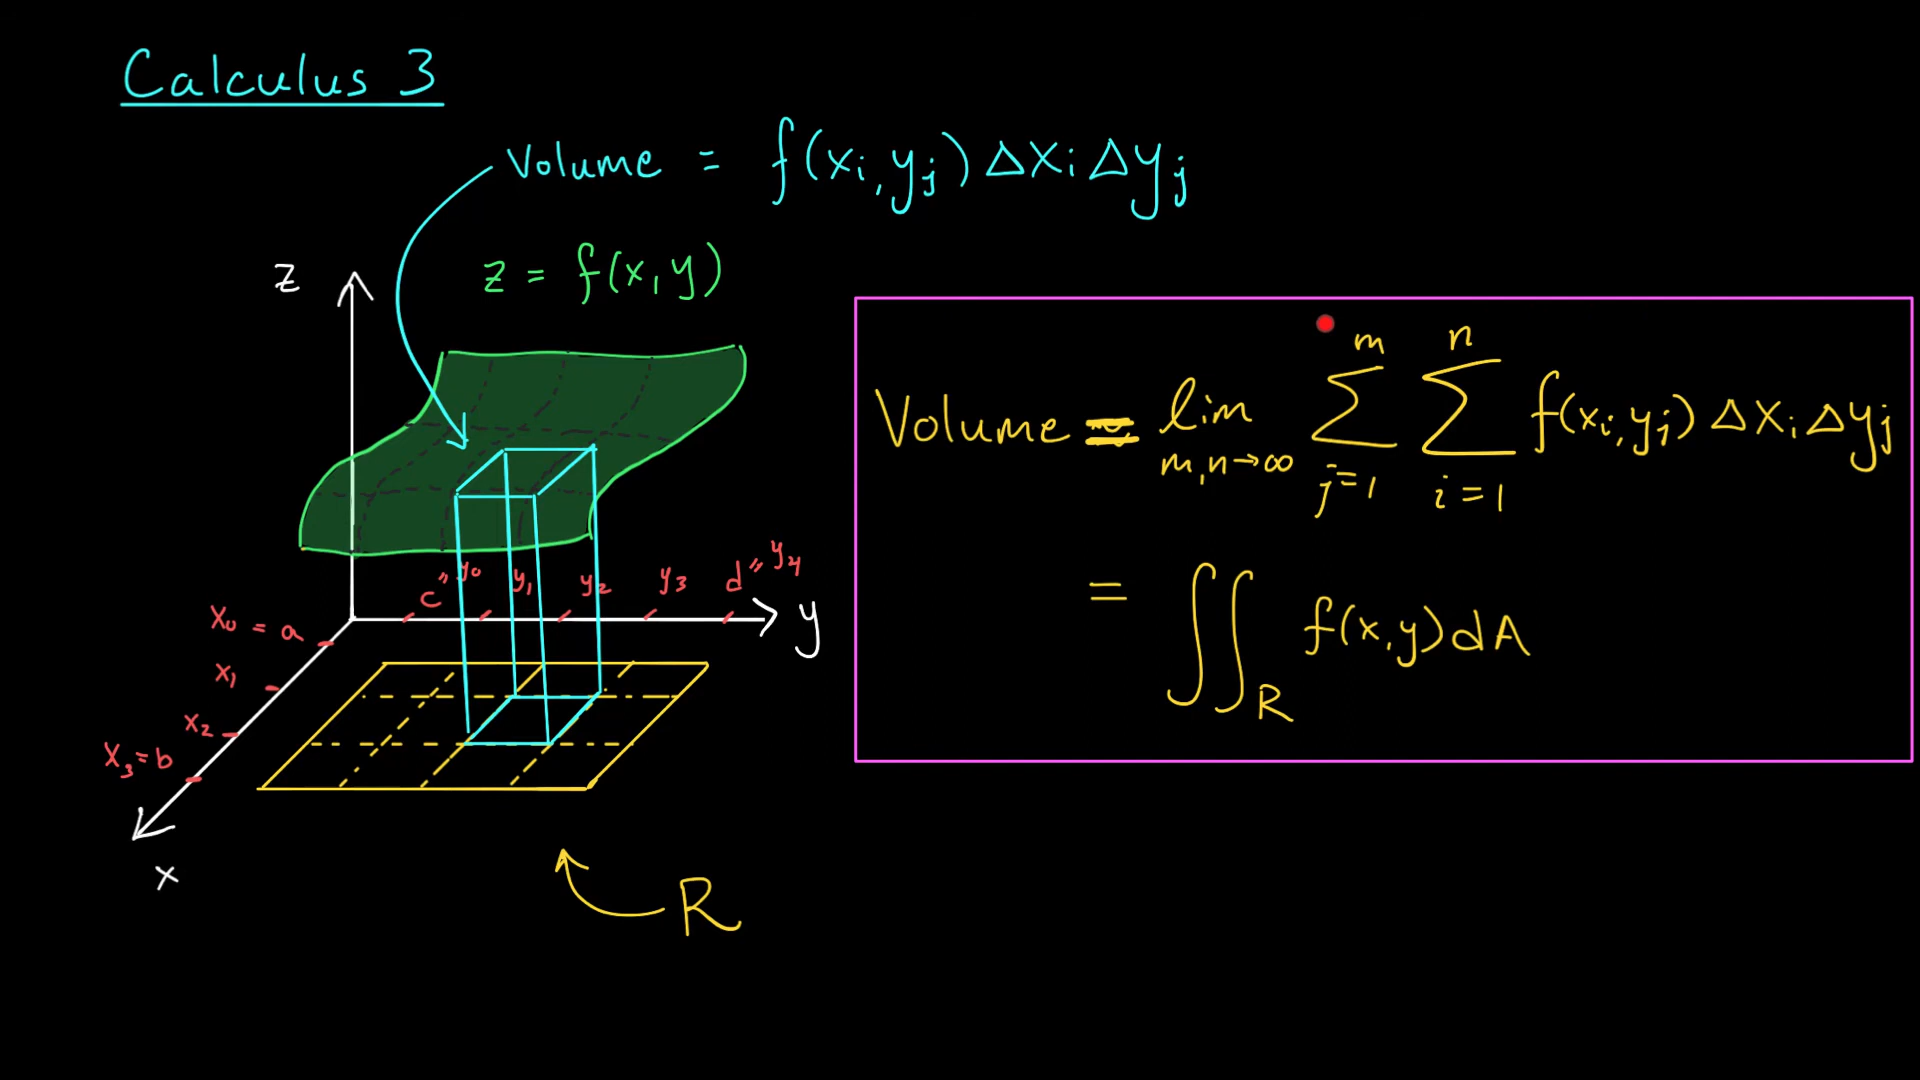 Calculus 3
Volume = f(xᵢ, yⱼ) Δxᵢ Δyⱼ
z
z = f(x, y)
Volume = lim m,n→∞ Σ j=1 m Σ i=1 n f(xᵢ, yⱼ) Δxᵢ Δyⱼ
= ∬_R f(x,y) dA
c = y₀ y₁ y₂ y₃ d = y₄
y
x₀ = a
x₁
x₂
x₃ = b
x
R